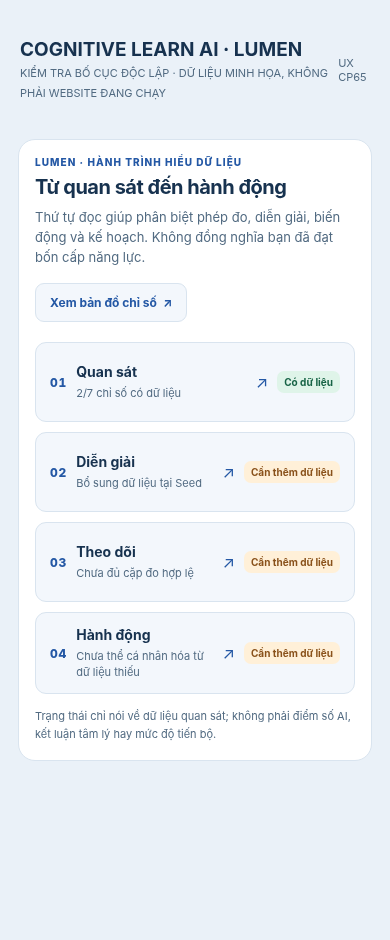 COGNITIVE LEARN AI · LUMEN
KIỂM TRA BỐ CỤC ĐỘC LẬP · DỮ LIỆU MINH HỌA, KHÔNG
PHẢI WEBSITE ĐANG CHẠY
UX
CP65
LUMEN · HÀNH TRÌNH HIỂU DỮ LIỆU
Từ quan sát đến hành động
Thứ tự đọc giúp phân biệt phép đo, diễn giải, biến
động và kế hoạch. Không đồng nghĩa bạn đã đạt
bốn cấp năng lực.
Xem bản đồ chỉ số ↗
01
Quan sát
2/7 chỉ số có dữ liệu
↗
Có dữ liệu
02
Diễn giải
Bổ sung dữ liệu tại Seed
↗
Cần thêm dữ liệu
03
Theo dõi
Chưa đủ cặp đo hợp lệ
↗
Cần thêm dữ liệu
04
Hành động
Chưa thể cá nhân hóa từ
dữ liệu thiếu
↗
Cần thêm dữ liệu
Trạng thái chỉ nói về dữ liệu quan sát; không phải điểm số AI,
kết luận tâm lý hay mức độ tiến bộ.